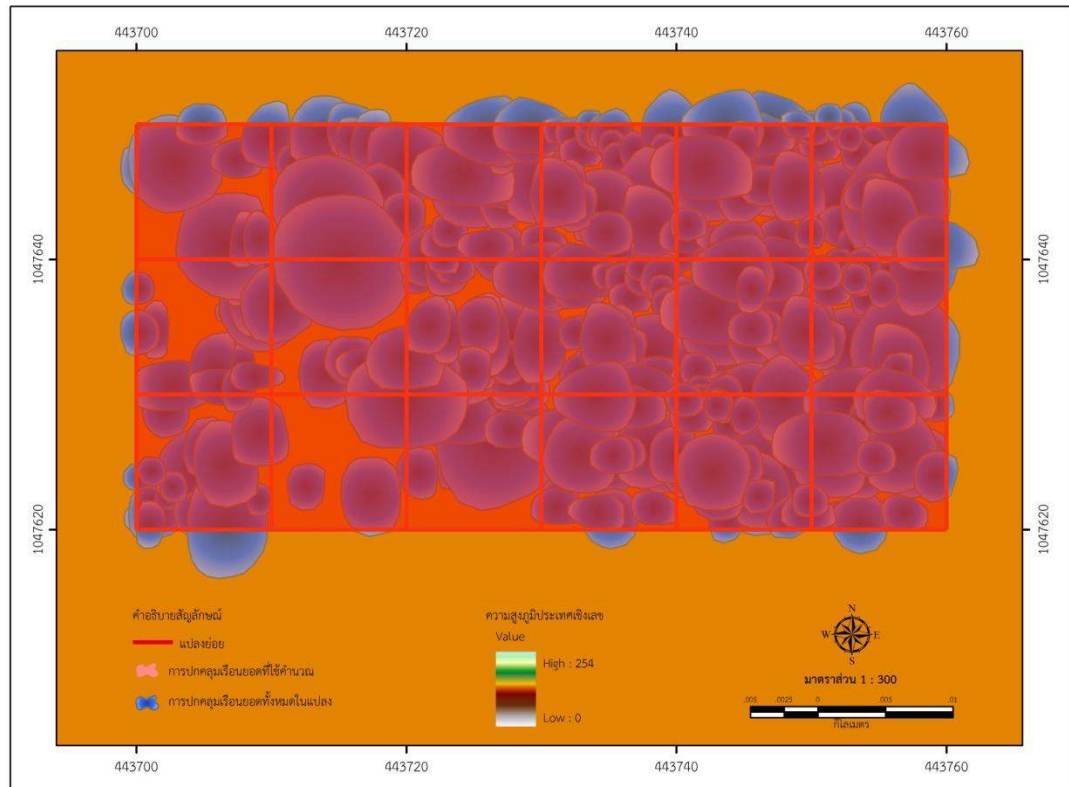 443700 443720 443740 443760
1047640 1047640
1047620 1047620
คำอธิบายสัญลักษณ์
แปลงย่อย
การปกคลุมเรือนยอดที่ใช้คำนวณ
การปกคลุมเรือนยอดทั้งหมดในแปลง
ความสูงภูมิประเทศเชิงเลข
Value
High : 254
Low : 0
N
W E
S
มาตราส่วน 1 : 300
.005 .0025 0 .005 .01
กิโลเมตร
443700 443720 443740 443760